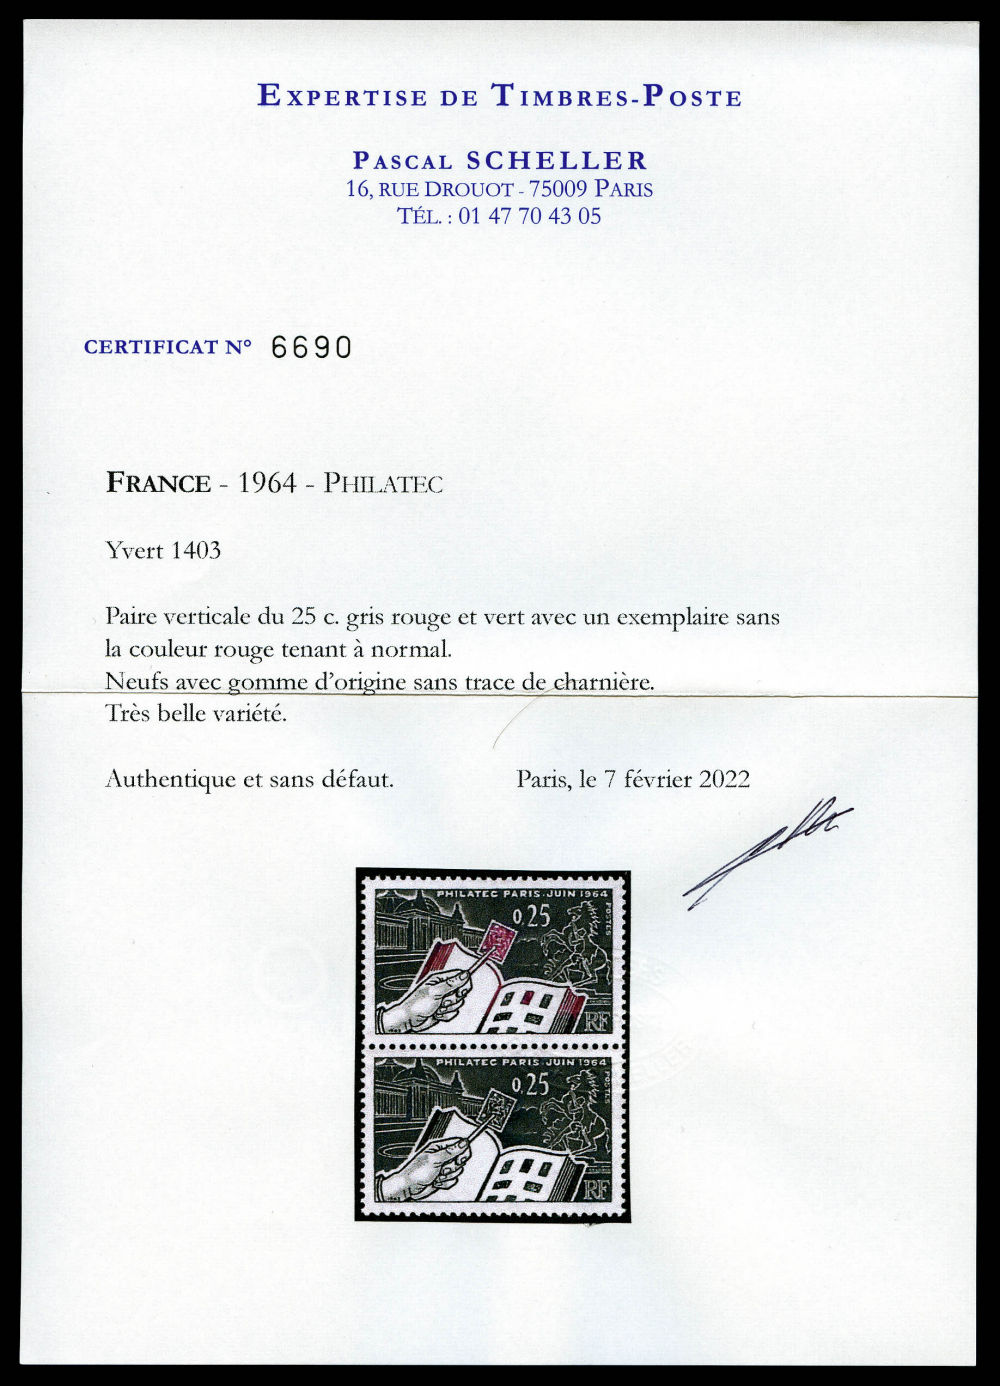 EXPERTISE DE TIMBRES-POSTE
PASCAL SCHELLER
16, RUE DROUOT - 75009 PARIS
TÉL. : 01 47 70 43 05
CERTIFICAT N° 6690
FRANCE - 1964 - PHILATEC
Yvert 1403
Paire verticale du 25 c. gris rouge et vert avec un exemplaire sans
la couleur rouge tenant à normal.
Neufs avec gomme d'origine sans trace de charnière.
Très belle variété.
Authentique et sans défaut. Paris, le 7 février 2022
PHILATEC PARIS·JUIN 1964
0,25
POSTES
RF
PHILATEC PARIS·JUIN 1964
0,25
POSTES
RF